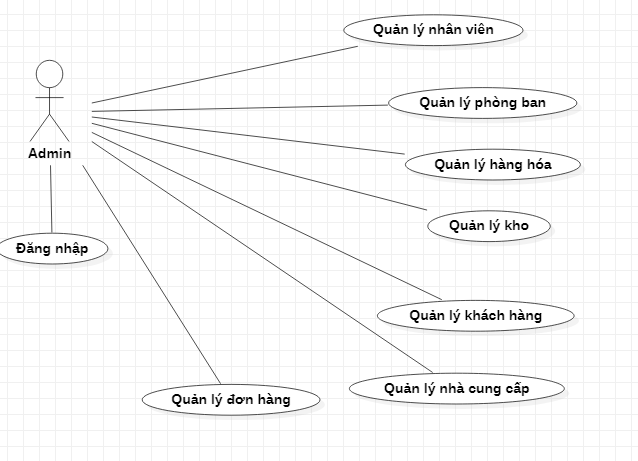 Quản lý nhân viên
Quản lý phòng ban
Admin
Quản lý hàng hóa
Quản lý kho
Đăng nhập
Quản lý khách hàng
Quản lý nhà cung cấp
Quản lý đơn hàng